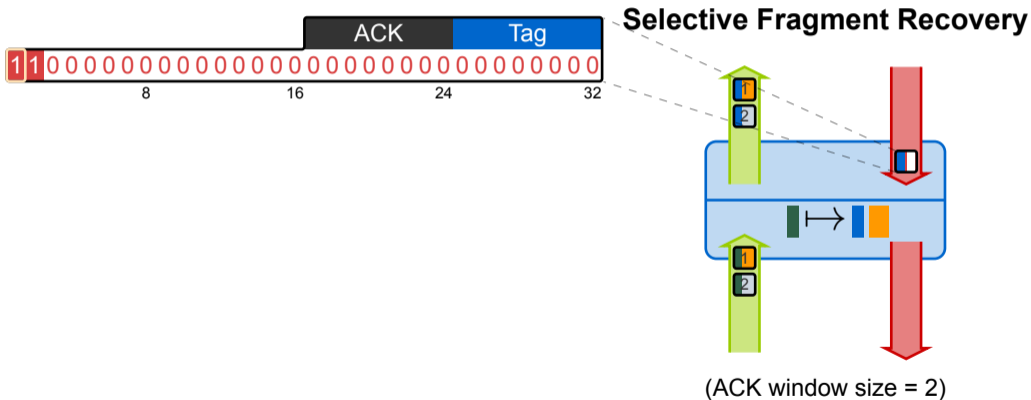 Selective Fragment Recovery
ACK Tag
11000000000000000000000000000000
8 16 24 32
1
2
1
2
(ACK window size = 2)